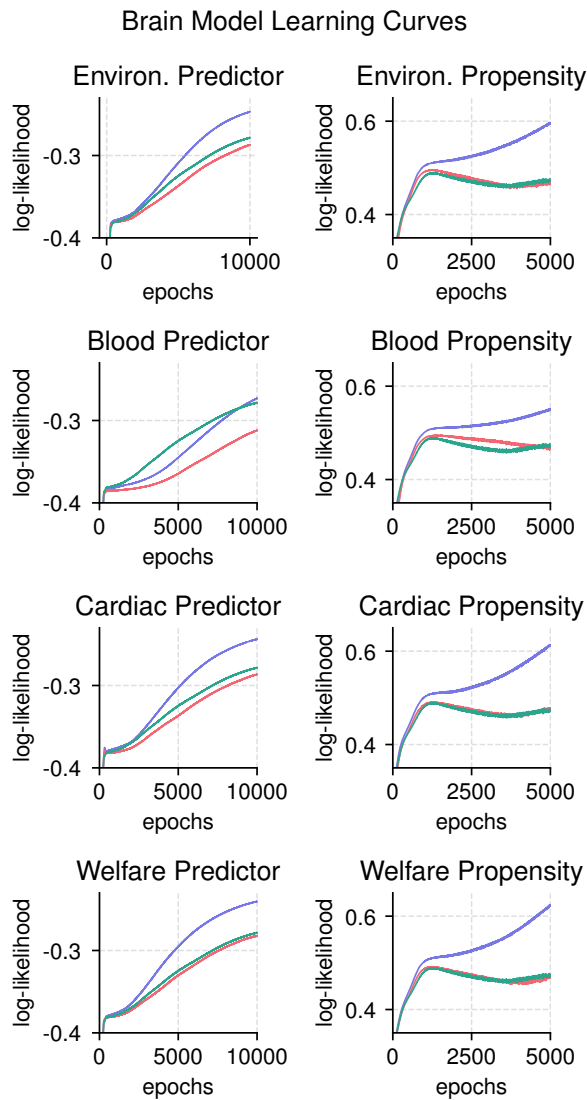 Brain Model Learning Curves
Environ. Predictor
log-likelihood
-0.3
-0.4
0
10000
epochs
Environ. Propensity
log-likelihood
0.6
0.4
0
2500
5000
epochs
Blood Predictor
log-likelihood
-0.3
-0.4
0
5000
10000
epochs
Blood Propensity
log-likelihood
0.6
0.4
0
2500
5000
epochs
Cardiac Predictor
log-likelihood
-0.3
-0.4
0
5000
10000
epochs
Cardiac Propensity
log-likelihood
0.6
0.4
0
2500
5000
epochs
Welfare Predictor
log-likelihood
-0.3
-0.4
0
5000
10000
epochs
Welfare Propensity
log-likelihood
0.6
0.4
0
2500
5000
epochs